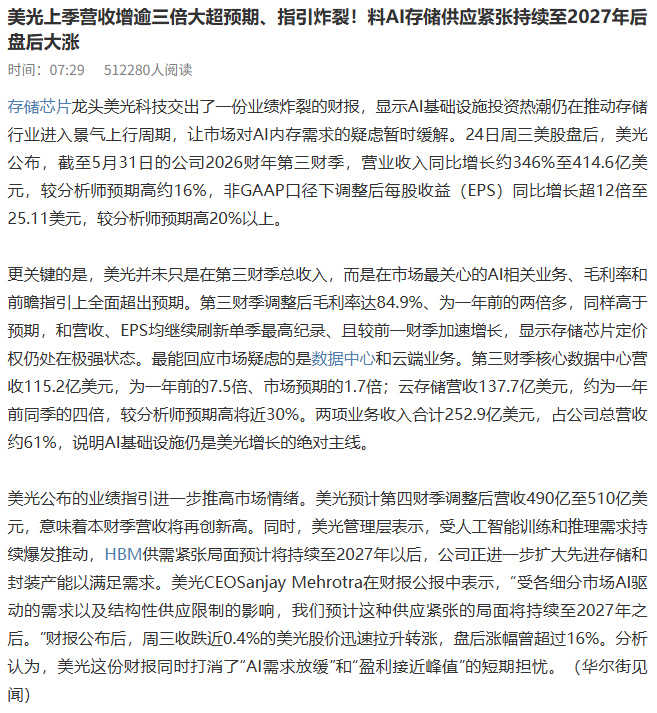 美光上季营收增逾三倍大超预期、指引炸裂！料AI存储供应紧张持续至2027年后
盘后大涨
时间：07:29 512280人阅读
存储芯片龙头美光科技交出了一份业绩炸裂的财报，显示AI基础设施投资热潮仍在推动存储
行业进入景气上行周期，让市场对AI内存需求的疑虑暂时缓解。24日周三美股盘后，美光
公布，截至5月31日的公司2026财年第三财季，营业收入同比增长约346%至414.6亿美
元，较分析师预期高约16%，非GAAP口径下调整后每股收益（EPS）同比增长超12倍至
25.11美元，较分析师预期高20%以上。
更关键的是，美光并未只是在第三财季总收入，而是在市场最关心的AI相关业务、毛利率和
前瞻指引上全面超出预期。第三财季调整后毛利率达84.9%、为一年前的两倍多，同样高于
预期，和营收、EPS均继续刷新单季最高纪录、且较前一财季加速增长，显示存储芯片定价
权仍处在极强状态。最能回应市场疑虑的是数据中心和云端业务。第三财季核心数据中心营
收115.2亿美元，为一年前的7.5倍、市场预期的1.7倍；云存储营收137.7亿美元，约为一年
前同季的四倍，较分析师预期高将近30%。两项业务收入合计252.9亿美元，占公司总营收
约61%，说明AI基础设施仍是美光增长的绝对主线。
美光公布的业绩指引进一步推高市场情绪。美光预计第四财季调整后营收490亿至510亿美
元，意味着本财季营收将再创新高。同时，美光管理层表示，受人工智能训练和推理需求持
续爆发推动，HBM供需紧张局面预计将持续至2027年以后，公司正进一步扩大先进存储和
封装产能以满足需求。美光CEOSanjay Mehrotra在财报公报中表示，“受各细分市场AI驱
动的需求以及结构性供应限制的影响，我们预计这种供应紧张的局面将持续至2027年之
后。”财报公布后，周三收跌近0.4%的美光股价迅速拉升转涨，盘后涨幅曾超过16%。分析
认为，美光这份财报同时打消了“AI需求放缓”和“盈利接近峰值”的短期担忧。（华尔街见
闻）